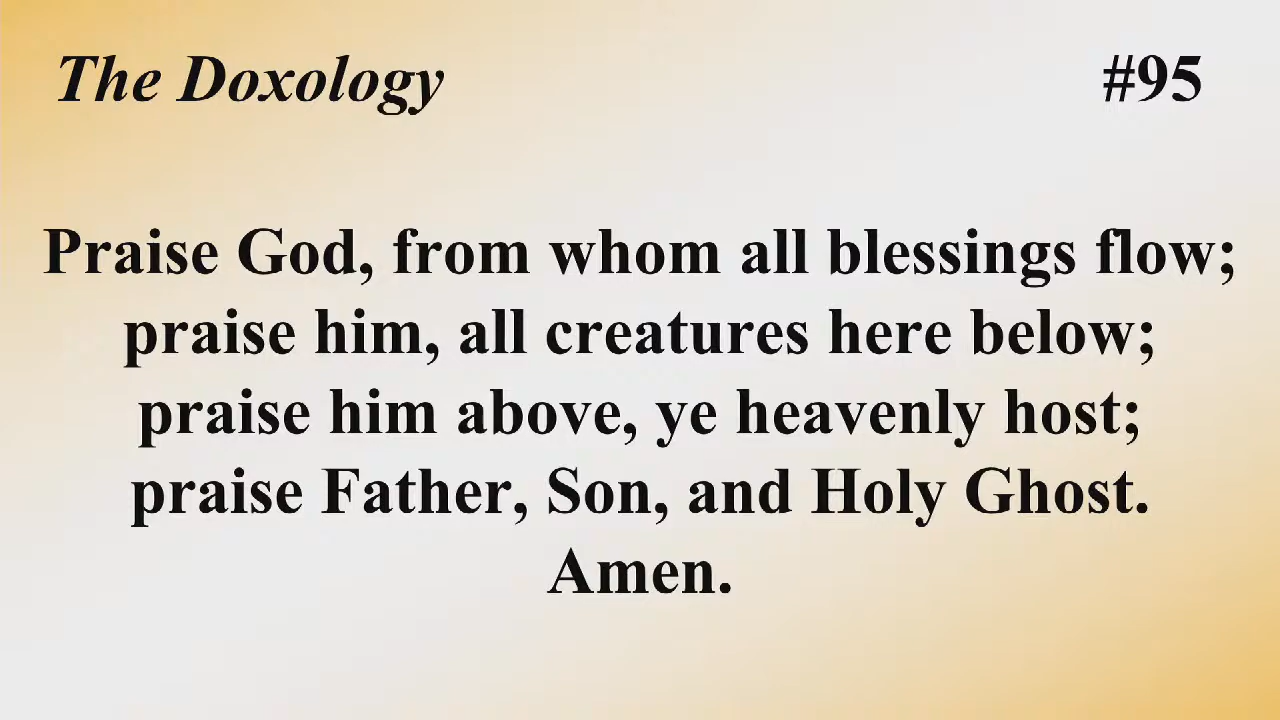 The Doxology #95
Praise God, from whom all blessings flow;
praise him, all creatures here below;
praise him above, ye heavenly host;
praise Father, Son, and Holy Ghost.
Amen.